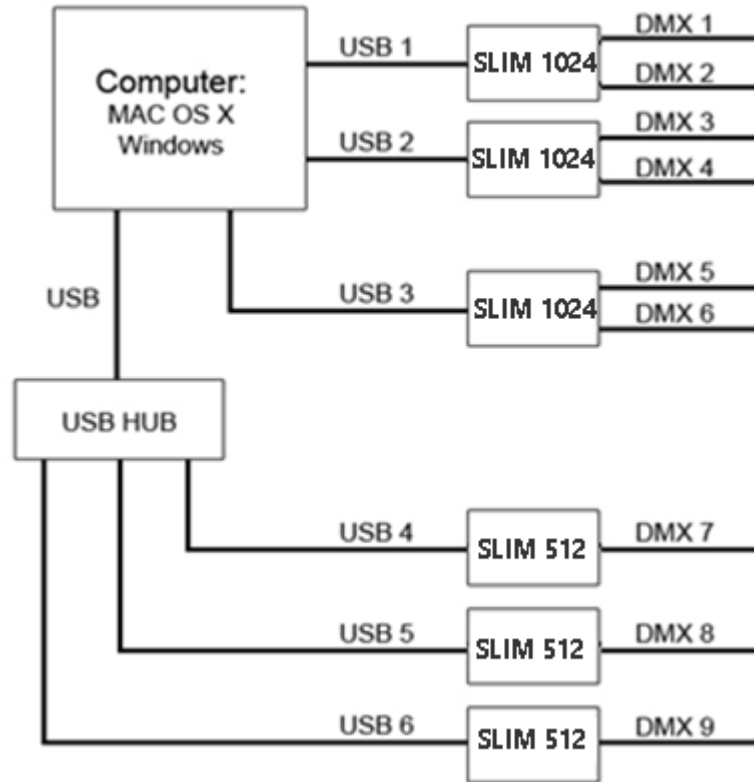 Computer:
MAC OS X
Windows
USB 1
SLIM 1024
DMX 1
DMX 2
USB 2
SLIM 1024
DMX 3
DMX 4
USB 3
SLIM 1024
DMX 5
DMX 6
USB
USB HUB
USB 4
SLIM 512
DMX 7
USB 5
SLIM 512
DMX 8
USB 6
SLIM 512
DMX 9